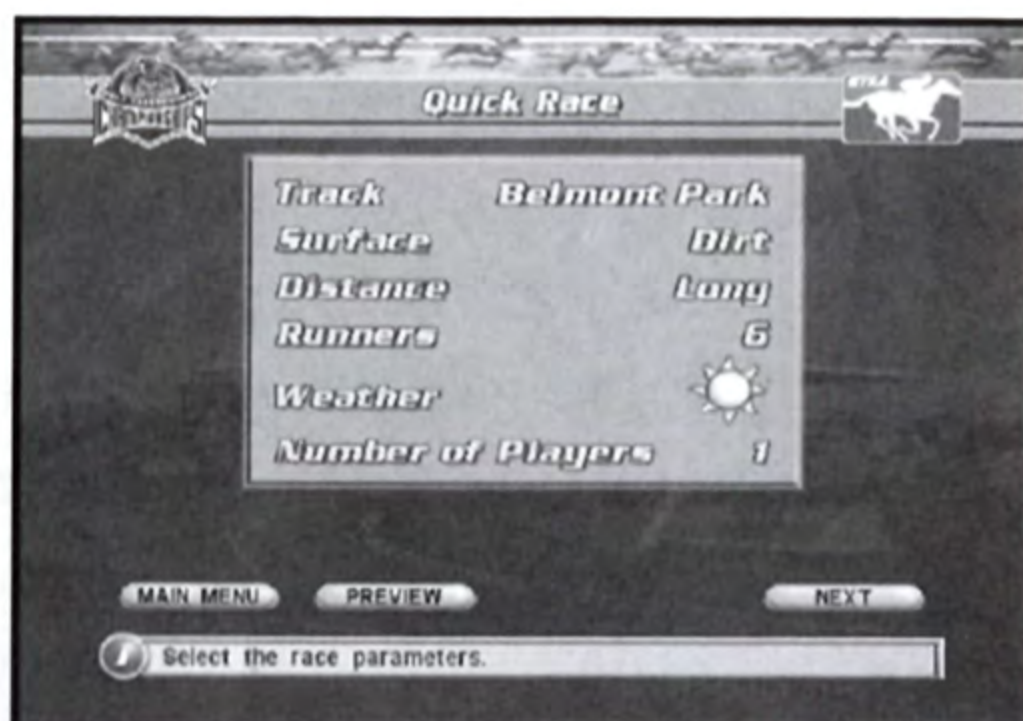 Quick Race
NTRA
Track Belmont Park
Surface Dirt
Distance Long
Runners 6
Weather
Number of Players 1
MAIN MENU PREVIEW NEXT
Select the race parameters.